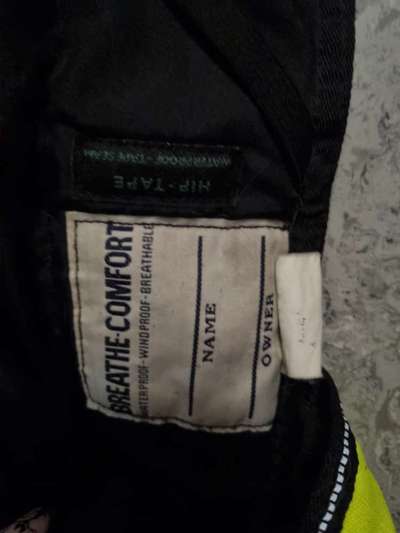 HIP-TAPE
WATERPROOF-TAPE SEAM
BREATHE-COMFORT
WATERPROOF-WINDPROOF-BREATHABLE
NAME
OWNER